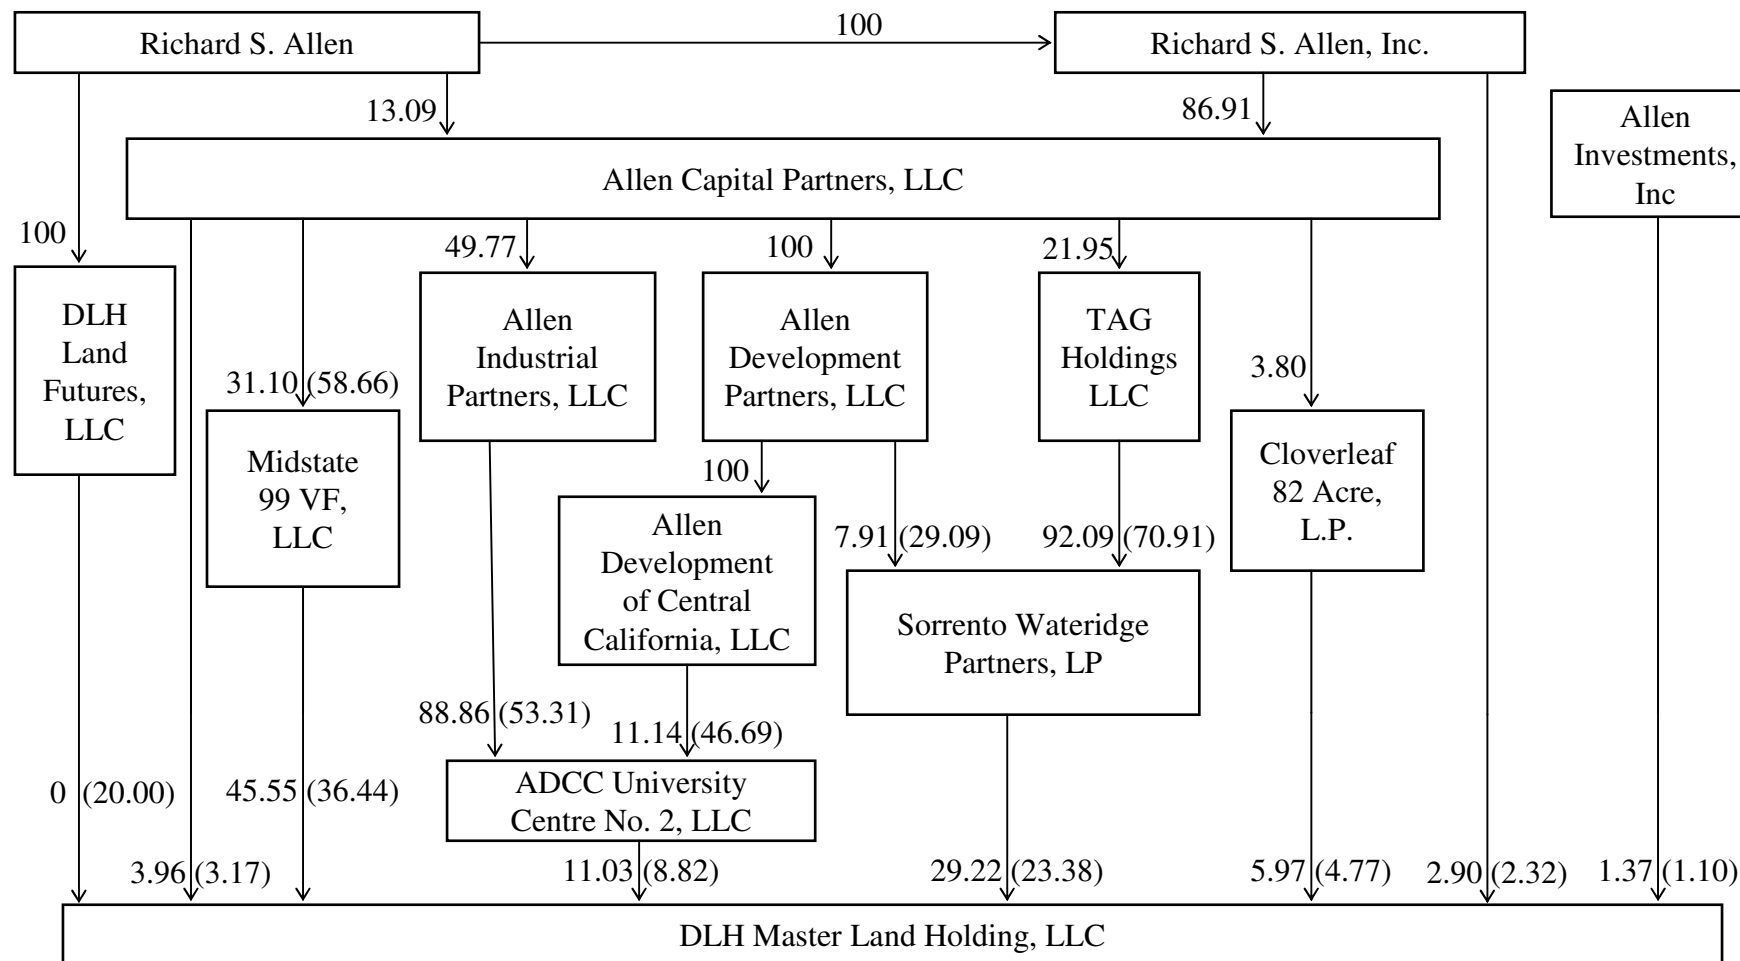 Richard S. Allen
100
Richard S. Allen, Inc.
13.09
86.91
Allen
Investments,
Inc
Allen Capital Partners, LLC
100
49.77
100
21.95
3.80
DLH
Land
Futures,
LLC
31.10 (58.66)
Allen
Industrial
Partners, LLC
Allen
Development
Partners, LLC
TAG
Holdings
LLC
Midstate
99 VF,
LLC
100
Cloverleaf
82 Acre,
L.P.
Allen
Development
of Central
California, LLC
7.91 (29.09)
92.09 (70.91)
Sorrento Wateridge
Partners, LP
88.86 (53.31)
11.14 (46.69)
ADCC University
Centre No. 2, LLC
0 (20.00)
45.55 (36.44)
3.96 (3.17)
11.03 (8.82)
29.22 (23.38)
5.97 (4.77)
2.90 (2.32)
1.37 (1.10)
DLH Master Land Holding, LLC